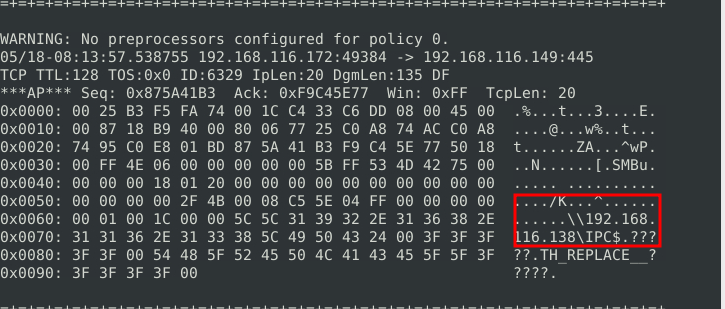 =+=+=+=+=+=+=+=+=+=+=+=+=+=+=+=+=+=+=+=+=+=+=+=+=+=+=+=+=+=+=+=+=+=+=+=+=+
WARNING: No preprocessors configured for policy 0.
05/18-08:13:57.538755 192.168.116.172:49384 -> 192.168.116.149:445
TCP TTL:128 TOS:0x0 ID:6329 IpLen:20 DgmLen:135 DF
***AP*** Seq: 0x875A41B3  Ack: 0xF9C45E77  Win: 0xFF  TcpLen: 20
0x0000: 00 25 B3 F5 FA 74 00 1C C4 33 C6 DD 08 00 45 00  .%...t...3....E.
0x0010: 00 87 18 B9 40 00 80 06 77 25 C0 A8 74 AC C0 A8  ....@...w%..t...
0x0020: 74 95 C0 E8 01 BD 87 5A 41 B3 F9 C4 5E 77 50 18  t......ZA...^wP.
0x0030: 00 FF 4E 06 00 00 00 00 00 5B FF 53 4D 42 75 00  ..N......[.SMBu.
0x0040: 00 00 00 18 01 20 00 00 00 00 00 00 00 00 00 00  ..... ..........
0x0050: 00 00 00 00 2F 4B 00 08 C5 5E 04 FF 00 00 00 00  ..../K...^......
0x0060: 00 01 00 1C 00 00 5C 5C 31 39 32 2E 31 36 38 2E  ......\\192.168.
0x0070: 31 31 36 2E 31 33 38 5C 49 50 43 24 00 3F 3F 3F  116.138\IPC$.???
0x0080: 3F 3F 00 54 48 5F 52 45 50 4C 41 43 45 5F 5F 3F  ??.TH_REPLACE__?
0x0090: 3F 3F 3F 3F 00  ????.
=+=+=+=+=+=+=+=+=+=+=+=+=+=+=+=+=+=+=+=+=+=+=+=+=+=+=+=+=+=+=+=+=+=+=+=+=+